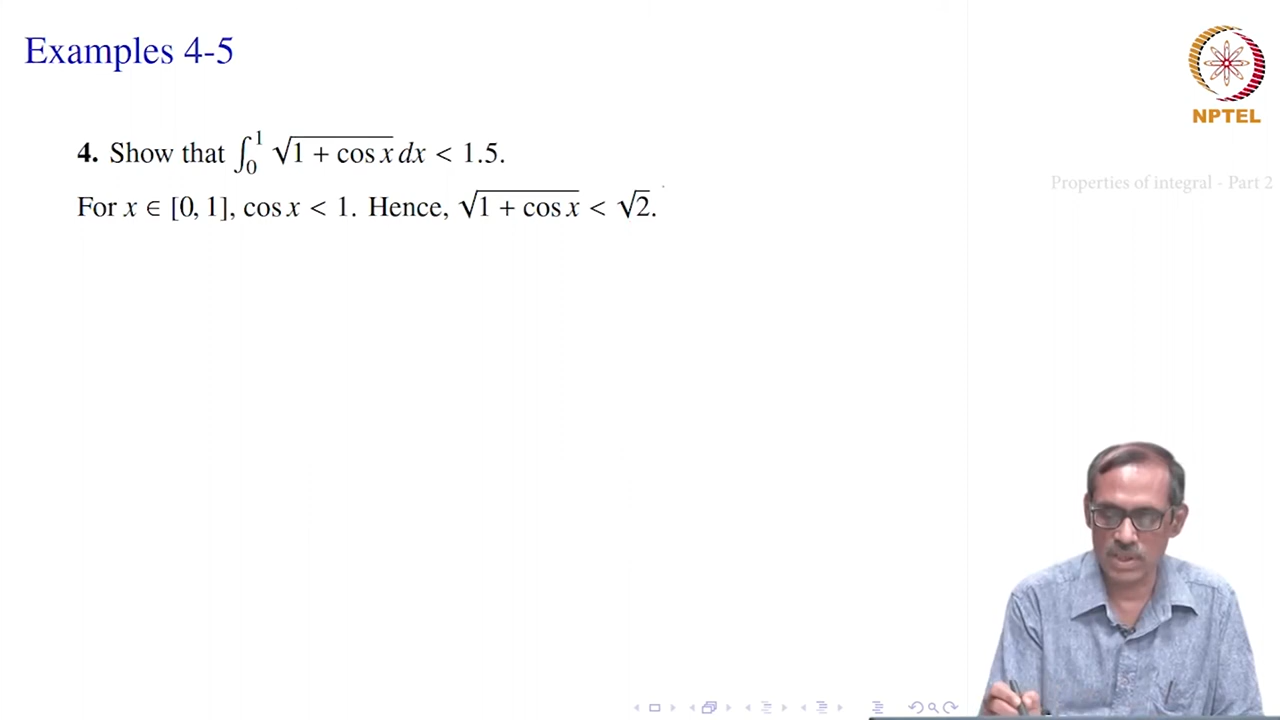 Examples 4-5
NPTEL
4. Show that ∫₀¹ √(1 + cos x) dx < 1.5.
Properties of integral - Part 2
For x ∈ [0, 1], cos x < 1. Hence, √(1 + cos x) < √2.